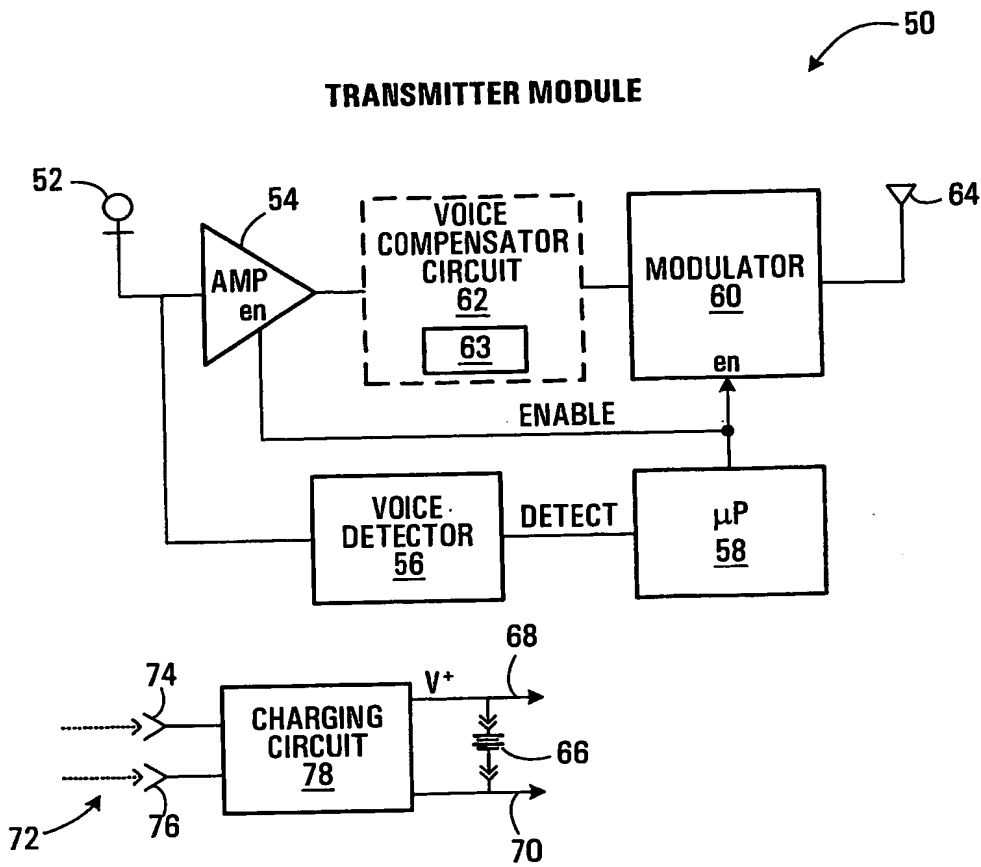 50
TRANSMITTER MODULE
52
54
64
AMP
en
VOICE
COMPENSATOR
CIRCUIT
62
63
MODULATOR
60
en
ENABLE
VOICE
DETECTOR
56
DETECT
µP
58
68
74
V+
CHARGING
CIRCUIT
78
66
72
76
70